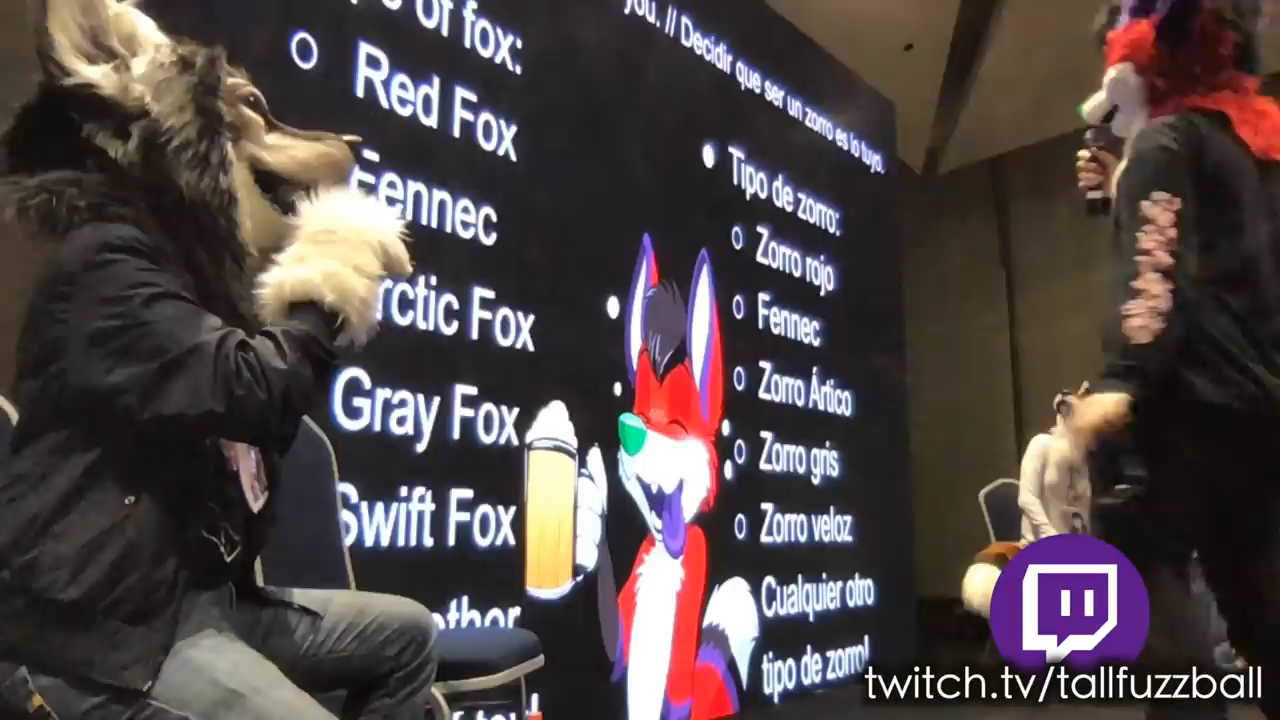 of fox:
Red Fox
Fennec
Arctic Fox
Gray Fox
Swift Fox
other
you. // Decidir que ser un zorro es lo tuyo.
Tipo de zorro:
Zorro rojo
Fennec
Zorro Ártico
Zorro gris
Zorro veloz
Cualquier otro
tipo de zorro!
twitch.tv/tallfuzzball